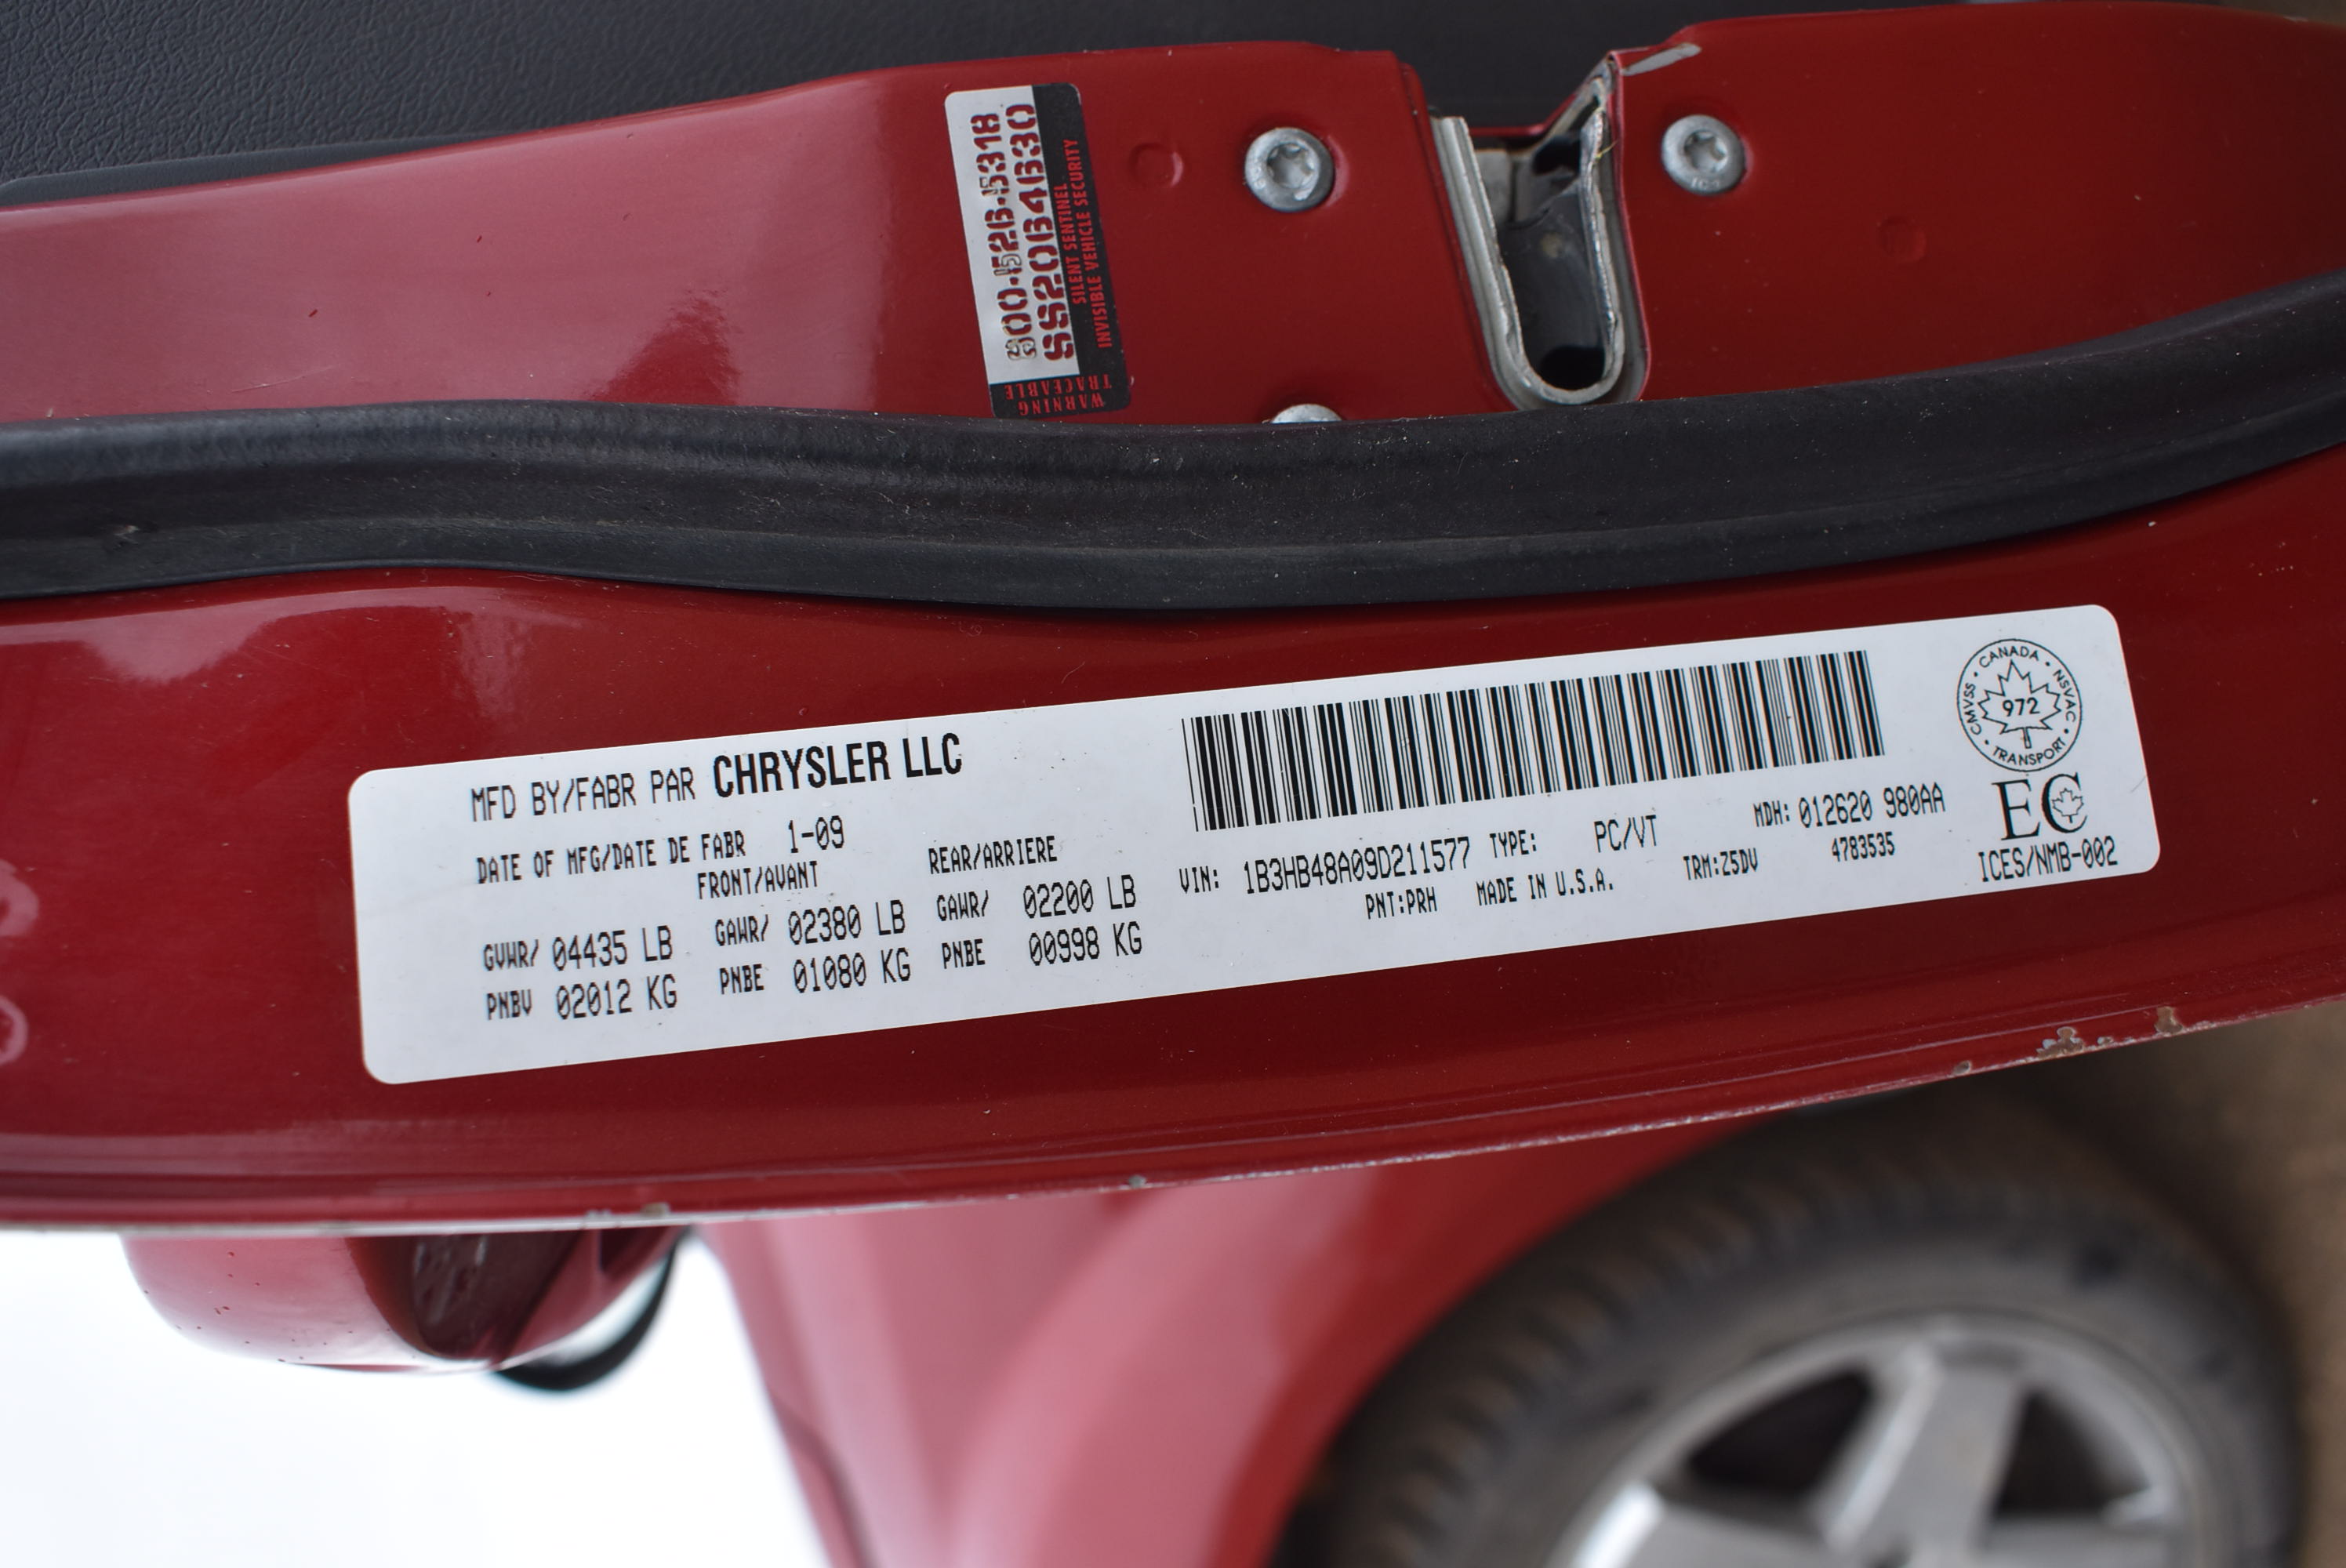 800.526.5318
SS2064630
SILENT SENTINEL
INVISIBLE VEHICLE SECURITY
WARNING
TRACEABLE
MFD BY/FABR PAR CHRYSLER LLC
DATE OF MFG/DATE DE FABR 1-09
FRONT/AVANT REAR/ARRIERE
GVWR/ 04435 LB GAWR/ 02380 LB GAWR/ 02200 LB
PNBV 02012 KG PNBE 01080 KG PNBE 00998 KG
VIN: 1B3HB48A09D211577 TYPE: PC/VT MDH: 012620 980AA
PNT:PRH MADE IN U.S.A. TRM:Z5DV 4783535
CANADA · NSVAC · TRANSPORT · CMVSS ·
972
EC
ICES/NMB-002